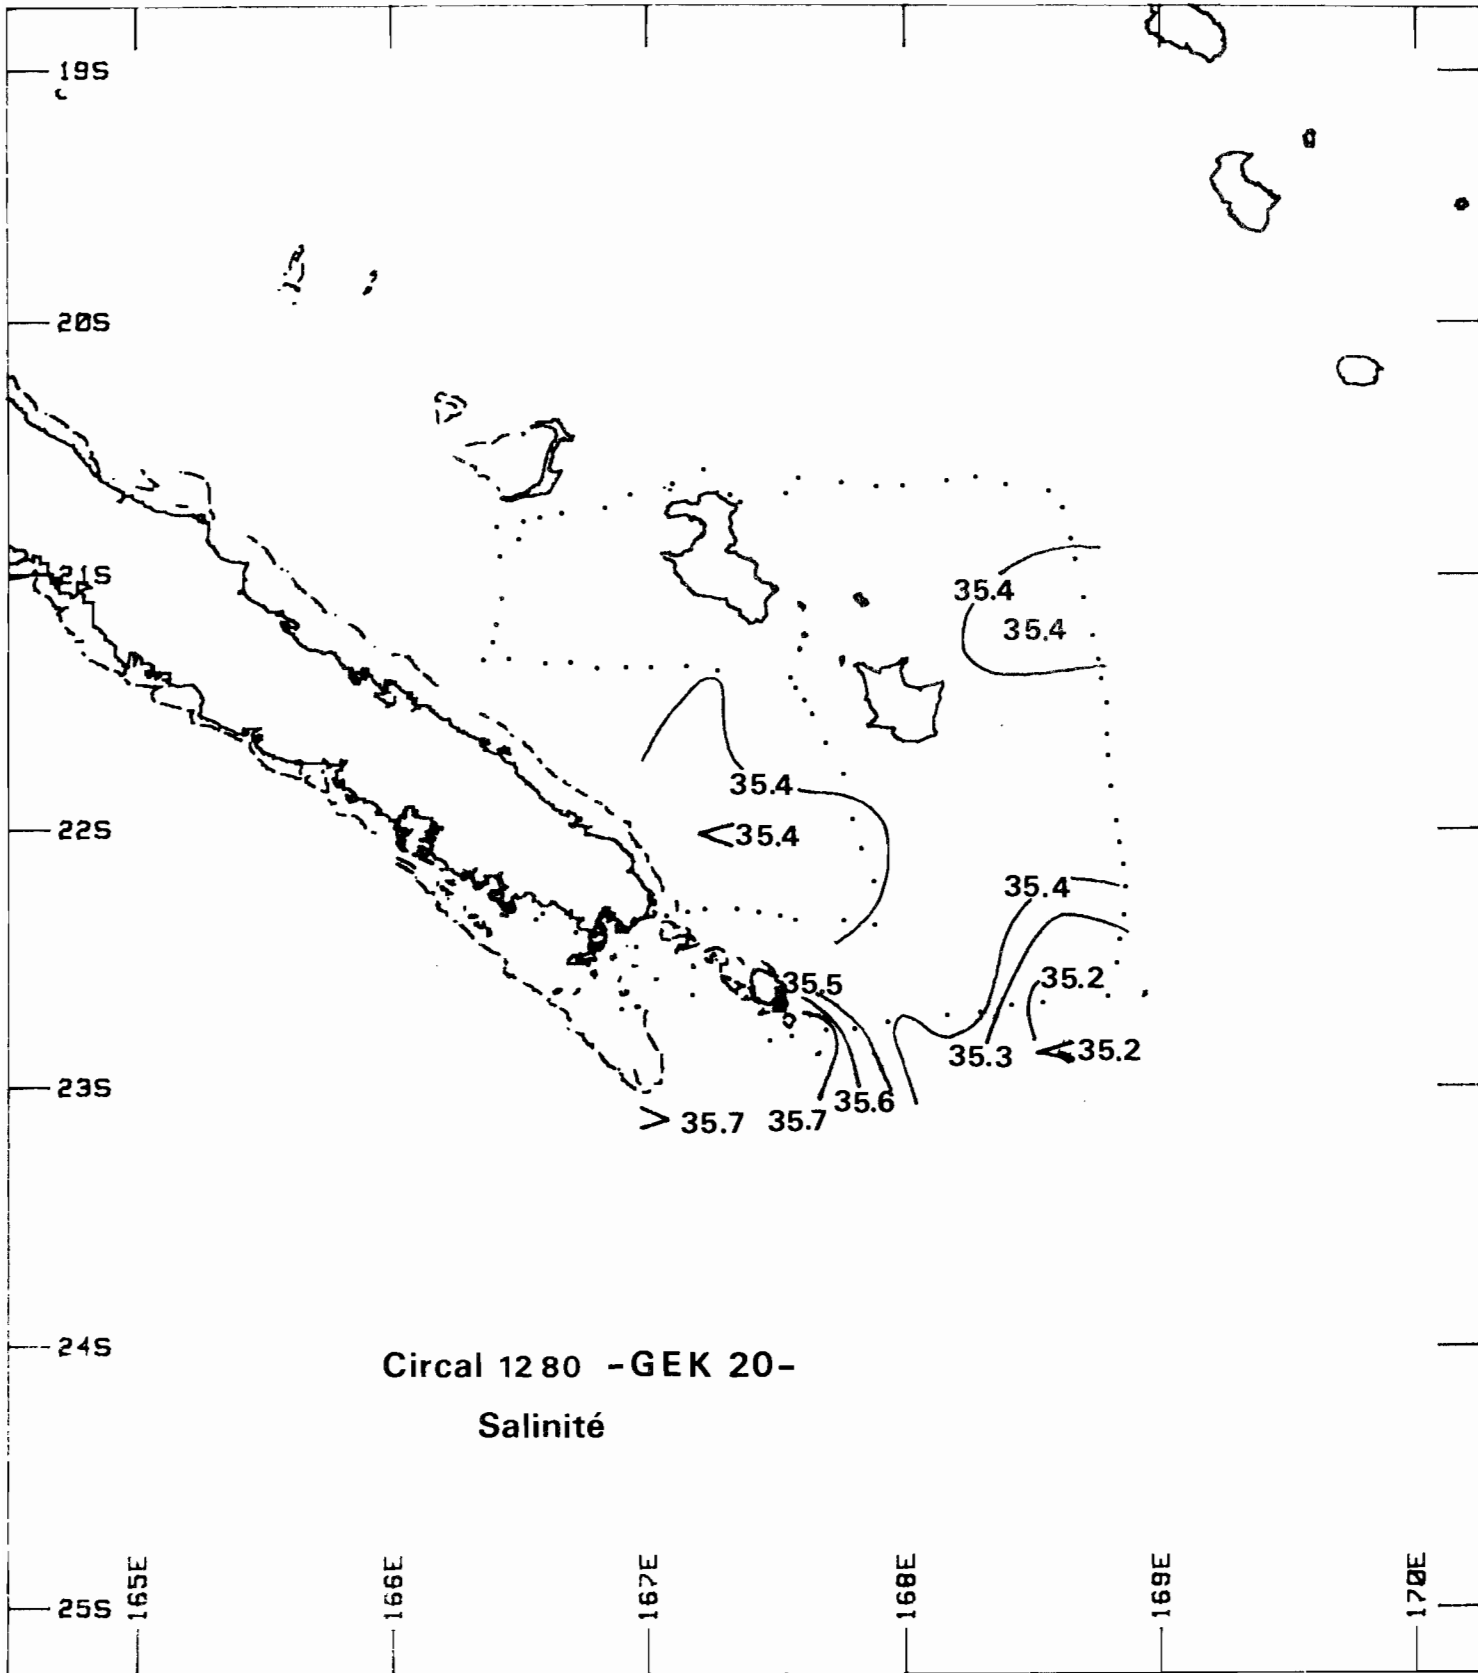 19S
20S
21S
35.4
35.4
35.4
22S
<35.4
35.4
35.5
35.2
35.3
<35.2
23S
35.6
> 35.7
35.7
24S
Circal 12 80 -GEK 20-
Salinité
25S
165E
166E
167E
168E
169E
170E